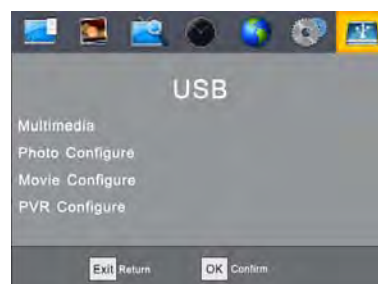 USB
Multimedia
Photo Configure
Movie Configure
PVR Configure
Exit Return OK Confirm